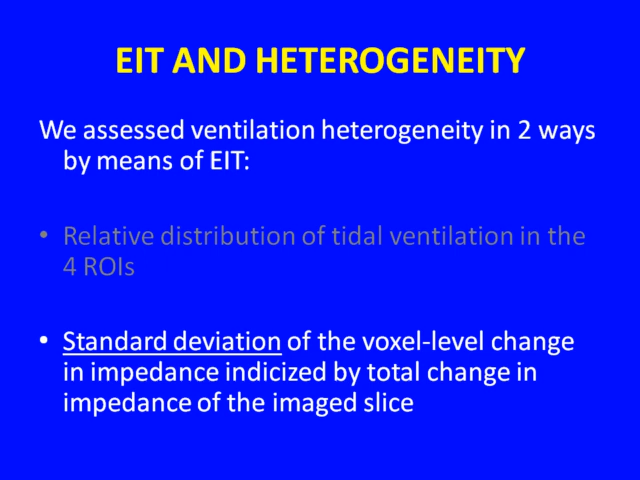 EIT AND HETEROGENEITY
We assessed ventilation heterogeneity in 2 ways
by means of EIT:
• Relative distribution of tidal ventilation in the
4 ROIs
• Standard deviation of the voxel-level change
in impedance indicized by total change in
impedance of the imaged slice